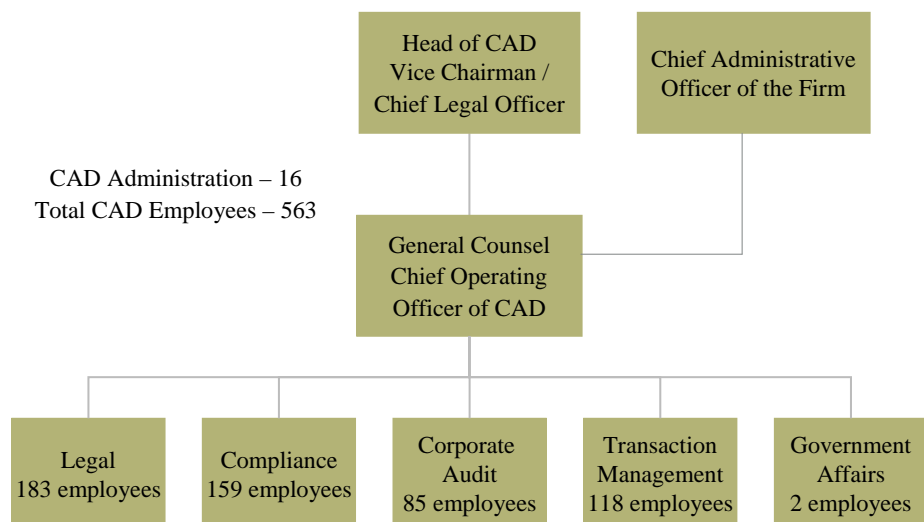 Head of CAD
Vice Chairman /
Chief Legal Officer
Chief Administrative
Officer of the Firm
CAD Administration – 16
Total CAD Employees – 563
General Counsel
Chief Operating
Officer of CAD
Legal
183 employees
Compliance
159 employees
Corporate
Audit
85 employees
Transaction
Management
118 employees
Government
Affairs
2 employees